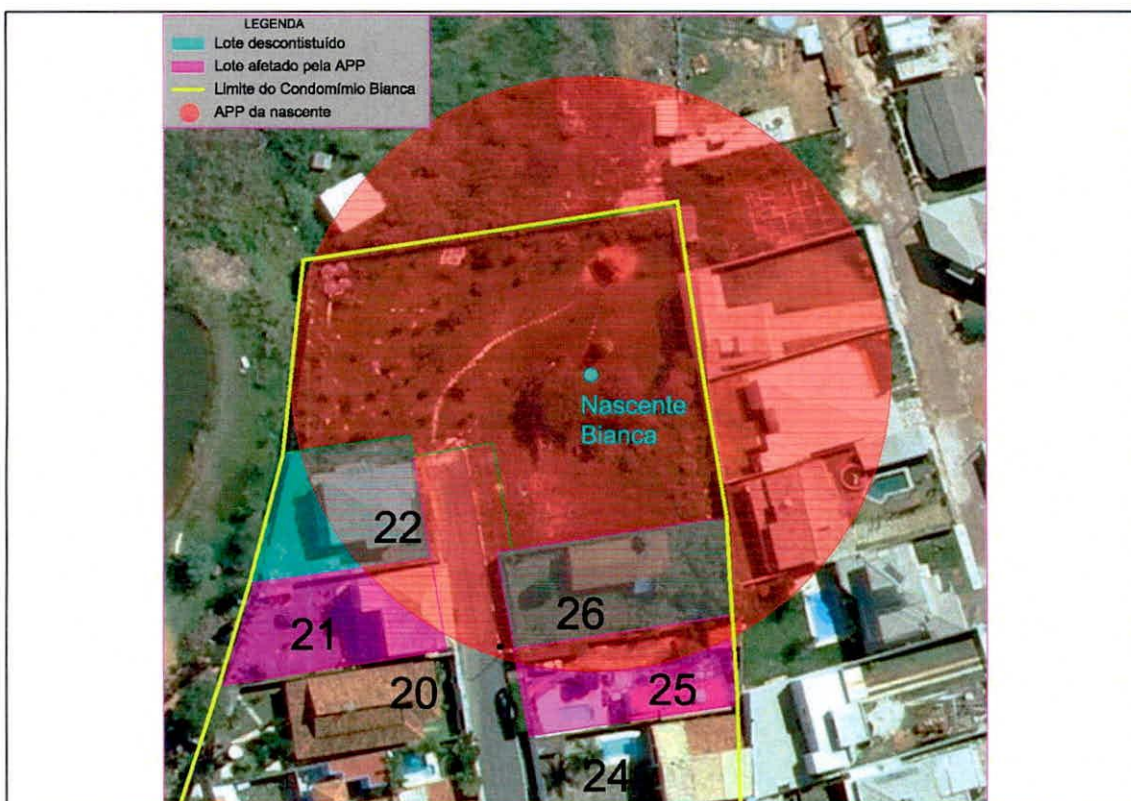 LEGENDA
Lote descontistuído
Lote afetado pela APP
Limite do Condomímio Bianca
APP da nascente
Nascente
Bianca
22
26
21
25
20
24